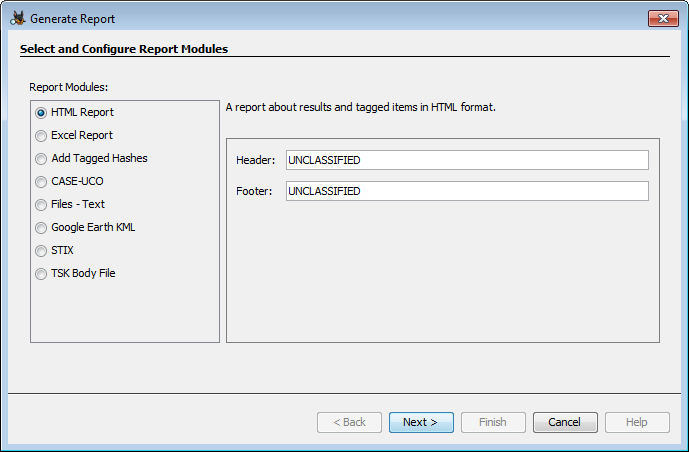 Generate Report
Select and Configure Report Modules
Report Modules:
HTML Report
Excel Report
Add Tagged Hashes
CASE-UCO
Files - Text
Google Earth KML
STIX
TSK Body File
A report about results and tagged items in HTML format.
Header: UNCLASSIFIED
Footer: UNCLASSIFIED
< Back Next > Finish Cancel Help